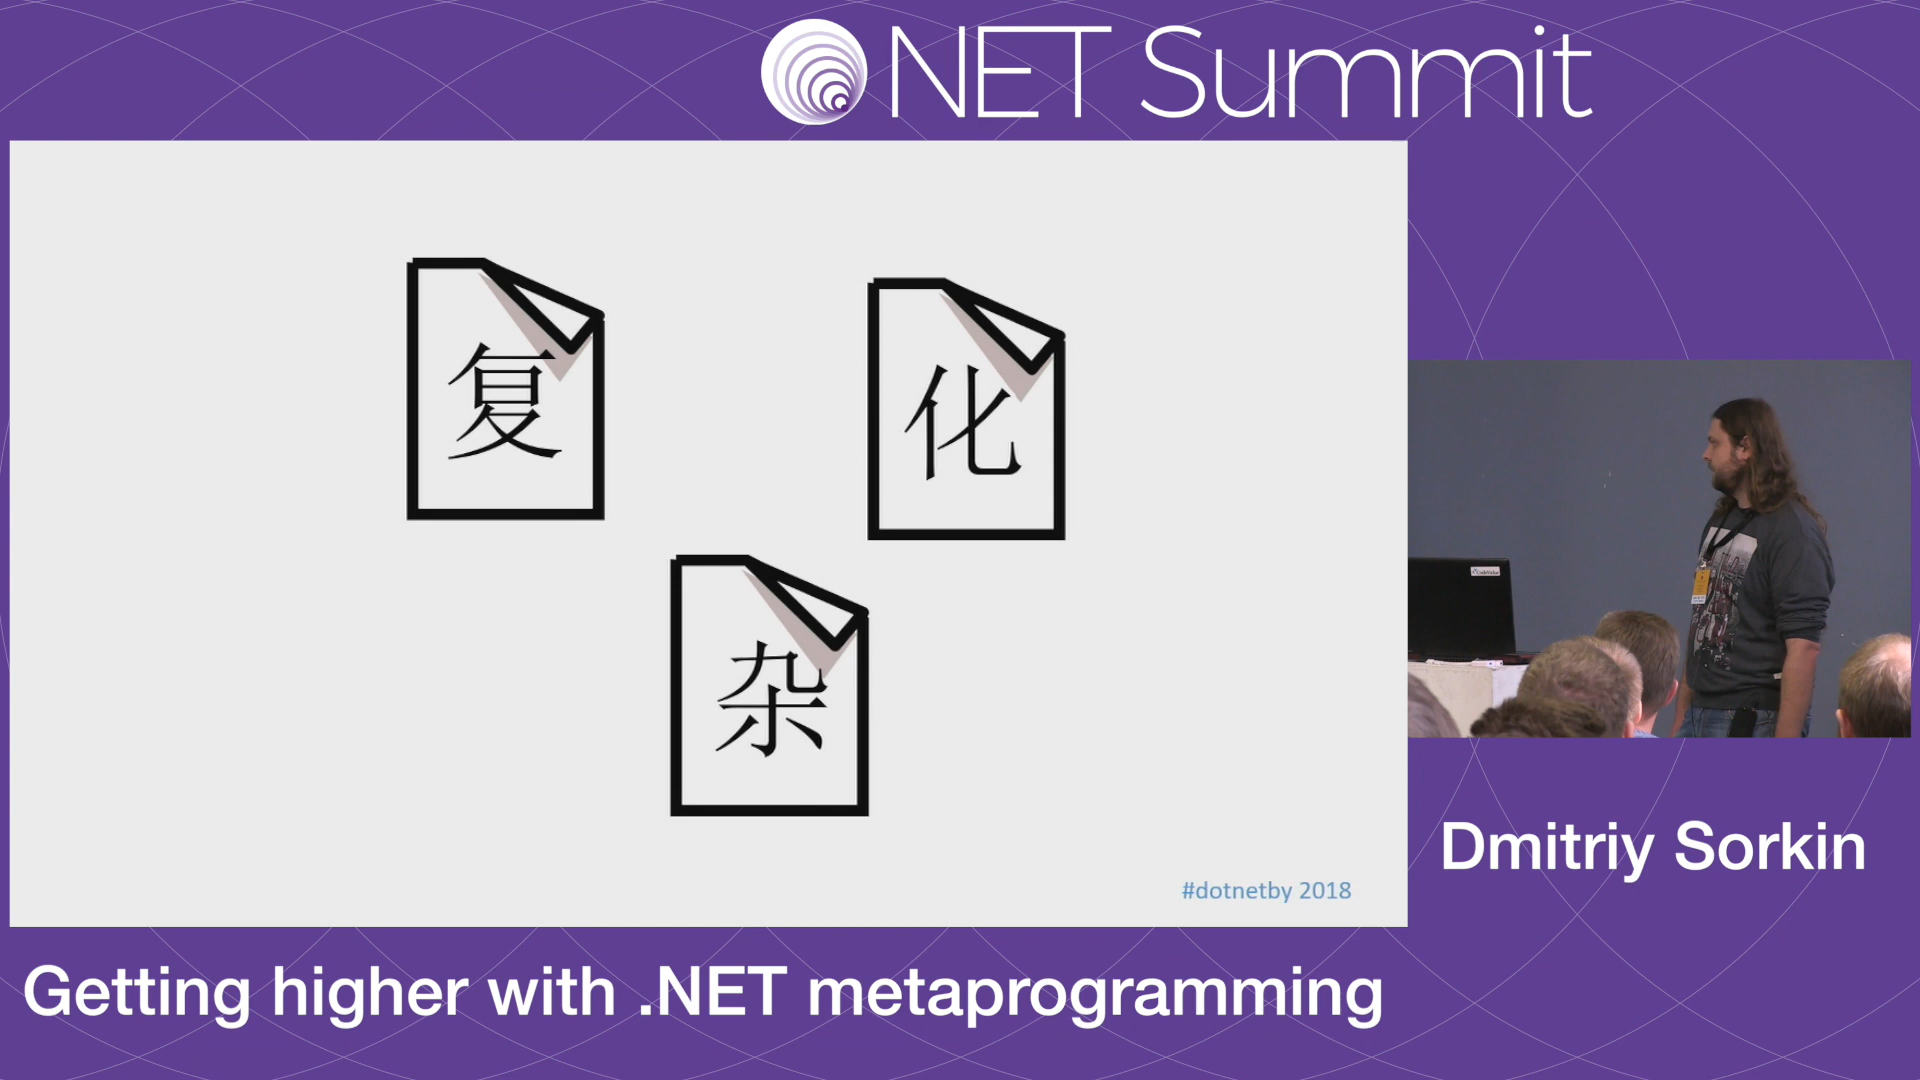 NET Summit
复
化
杂
#dotnetby 2018
Dmitriy Sorkin
Getting higher with .NET metaprogramming